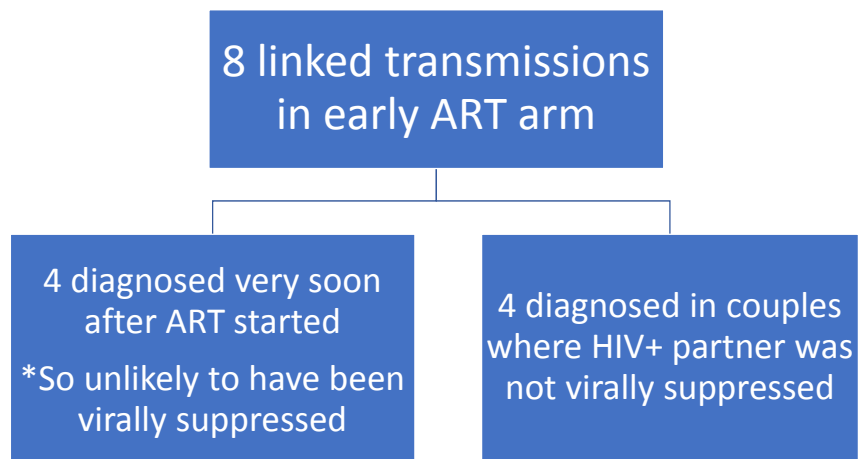 8 linked transmissions
in early ART arm
4 diagnosed very soon
after ART started
*So unlikely to have been
virally suppressed
4 diagnosed in couples
where HIV+ partner was
not virally suppressed